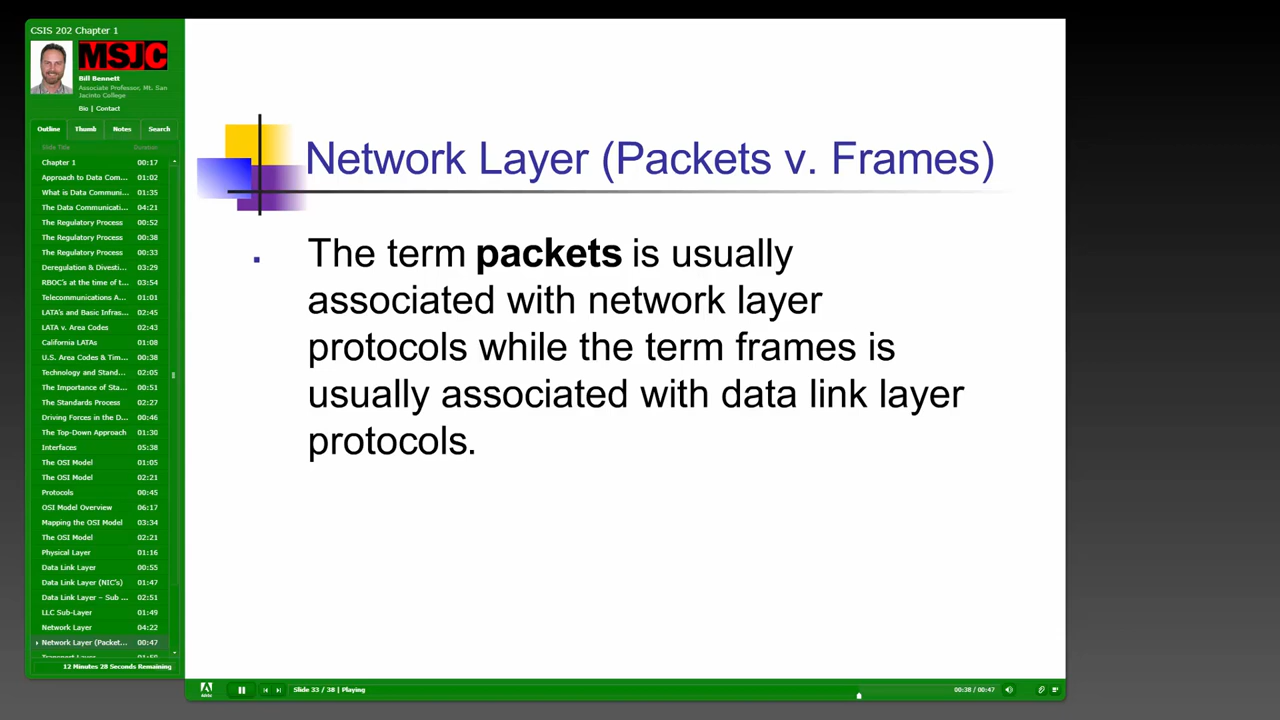 CSIS 202 Chapter 1
MSJC
Bill Bennett
Associate Professor, Mt. San
Jacinto College
Bio | Contact
Outline Thumb Notes Search
Slide Title Duration
Chapter 1 00:17
Approach to Data Com... 01:02
What is Data Communi... 01:35
The Data Communicati... 04:21
The Regulatory Process 00:52
The Regulatory Process 00:38
The Regulatory Process 00:33
Deregulation & Divesti... 03:29
RBOC's at the time of t... 03:54
Telecommunications A... 01:01
LATA's and Basic Infras... 02:45
LATA v. Area Codes 02:43
California LATAs 01:08
U.S. Area Codes & Tim... 00:38
Technology and Stand... 02:05
The Importance of Sta... 00:51
The Standards Process 02:27
Driving Forces in the D... 00:46
The Top-Down Approach 01:30
Interfaces 05:38
The OSI Model 01:05
The OSI Model 02:21
Protocols 00:45
OSI Model Overview 06:17
Mapping the OSI Model 03:34
The OSI Model 02:21
Physical Layer 01:16
Data Link Layer 00:55
Data Link Layer (NIC's) 01:47
Data Link Layer – Sub ... 02:51
LLC Sub-Layer 01:49
Network Layer 04:22
Network Layer (Packet... 00:47
12 Minutes 28 Seconds Remaining
Network Layer (Packets v. Frames)
The term packets is usually
associated with network layer
protocols while the term frames is
usually associated with data link layer
protocols.
Slide 33 / 38 | Playing
00:38 / 00:47